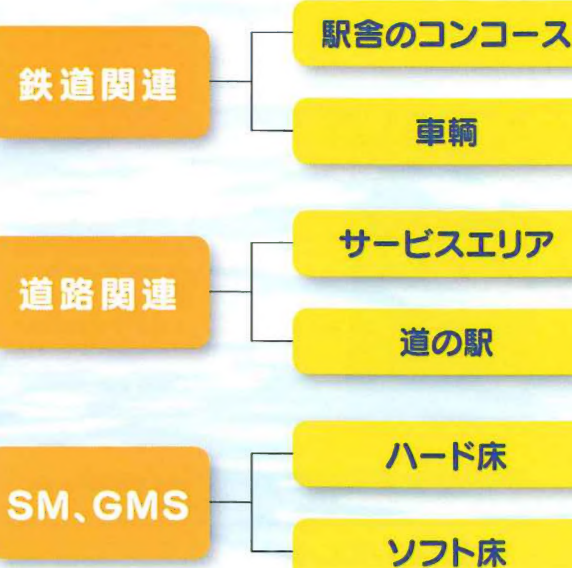 鉄道関連
駅舎のコンコース
車輌
道路関連
サービスエリア
道の駅
SM、GMS
ハード床
ソフト床